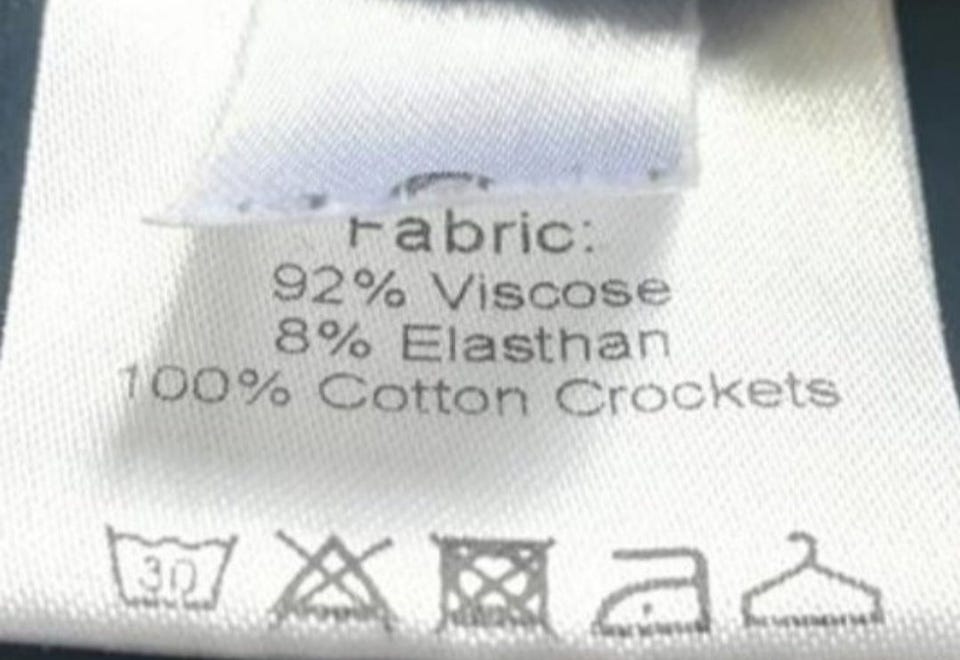 Fabric:
92% Viscose
8% Elasthan
100% Cotton Crockets
30